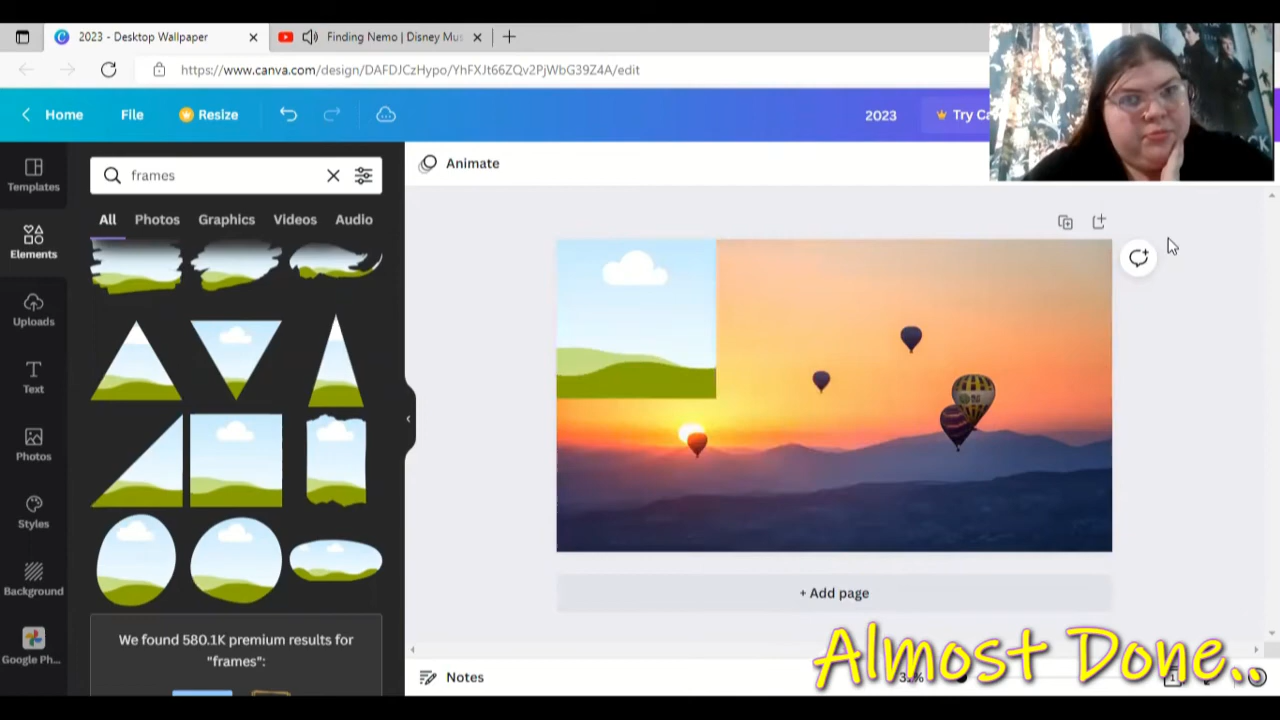 2023 - Desktop Wallpaper
Finding Nemo | Disney Mus
https://www.canva.com/design/DAFDJCzHypo/YhFXJt66ZQv2PjWbG39Z4A/edit
Home
File
Resize
2023
Try Ca
Templates
Elements
Uploads
Text
Photos
Styles
Background
Google Ph...
frames
All
Photos
Graphics
Videos
Audio
We found 580.1K premium results for
"frames":
Animate
+ Add page
Notes
Almost Done..